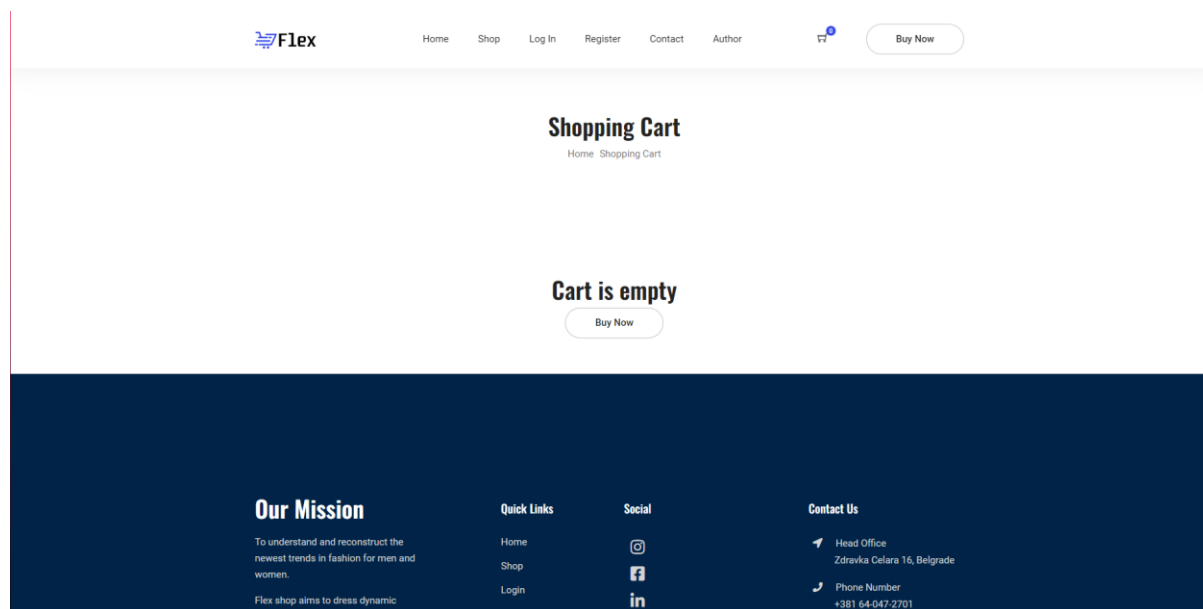 Flex
Home Shop Log In Register Contact Author 0 Buy Now
Shopping Cart
Home Shopping Cart
Cart is empty
Buy Now
Our Mission
To understand and reconstruct the
newest trends in fashion for men and
women.
Flex shop aims to dress dynamic
Quick Links
Home
Shop
Login
Social
Contact Us
Head Office
Zdravka Celara 16, Belgrade
Phone Number
+381 64-047-2701